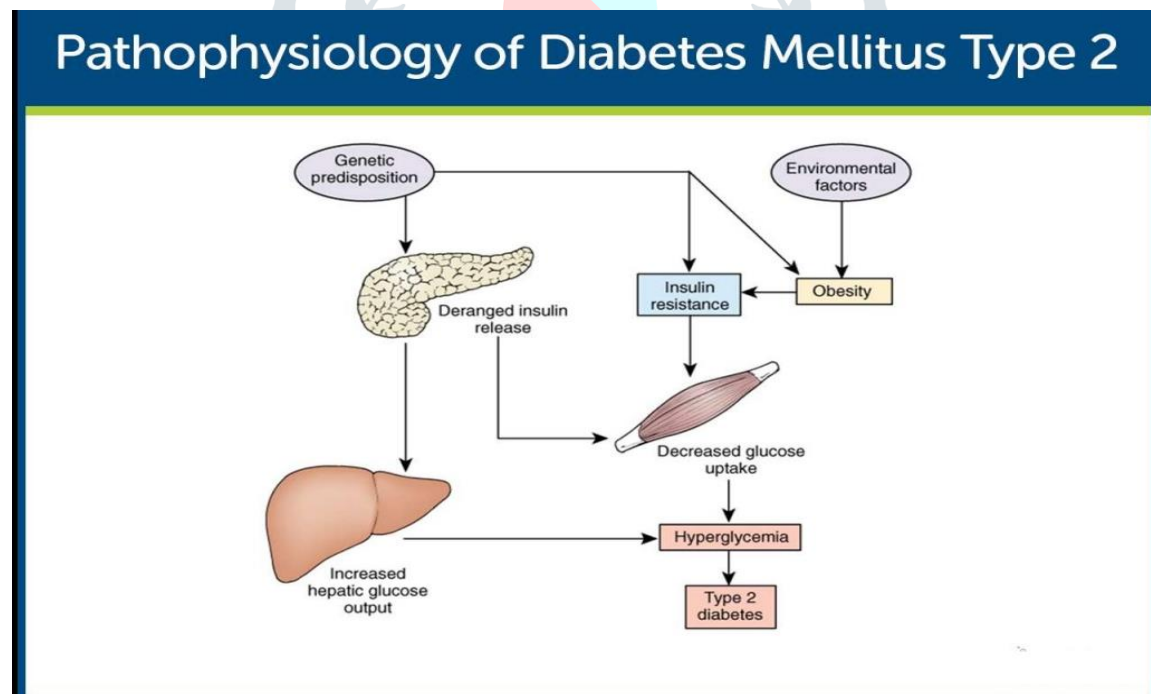 Pathophysiology of Diabetes Mellitus Type 2
Genetic
predisposition
Environmental
factors
Insulin
resistance
Obesity
Deranged insulin
release
Decreased glucose
uptake
Hyperglycemia
Increased
hepatic glucose
output
Type 2
diabetes